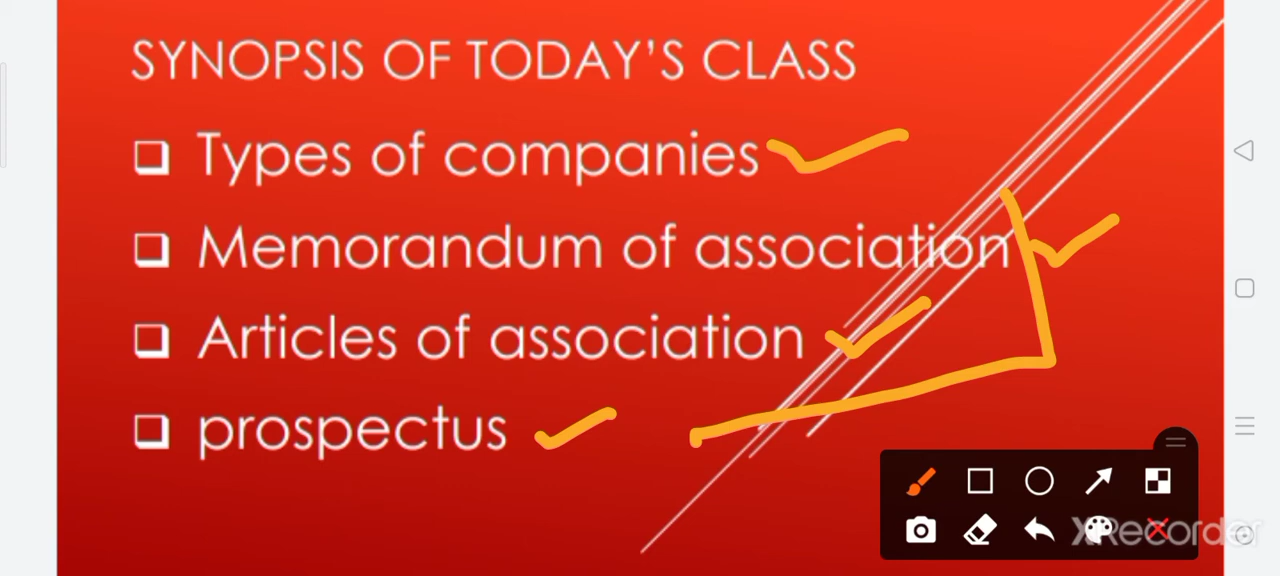 SYNOPSIS OF TODAY'S CLASS
Types of companies
Memorandum of association
Articles of association
prospectus
XRecorder